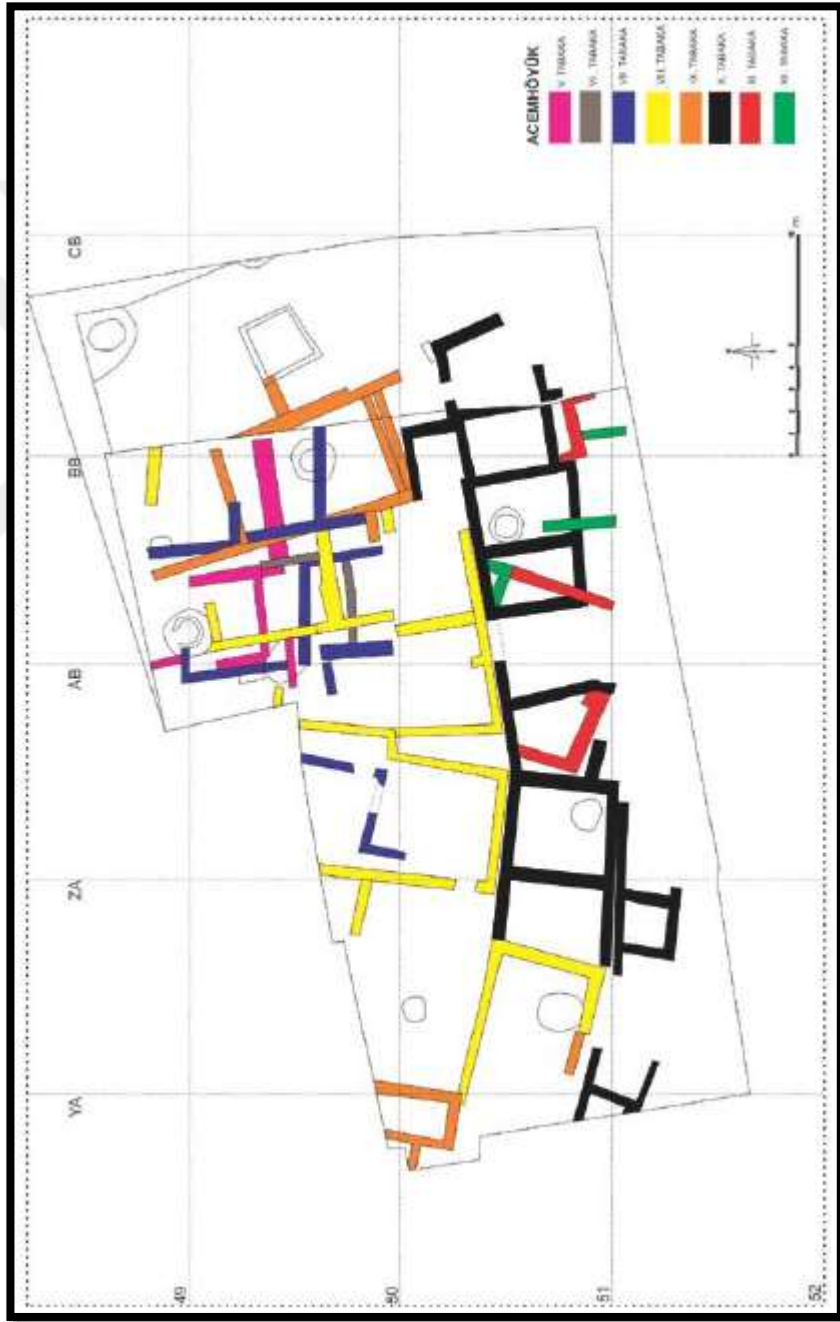 ACEMHÖYÜK
V. TABAKA
VI. TABAKA
VII. TABAKA
VIII. TABAKA
IX. TABAKA
X. TABAKA
XI. TABAKA
XII. TABAKA
CB
BB
AB
ZA
YA
49
50
51
52
m